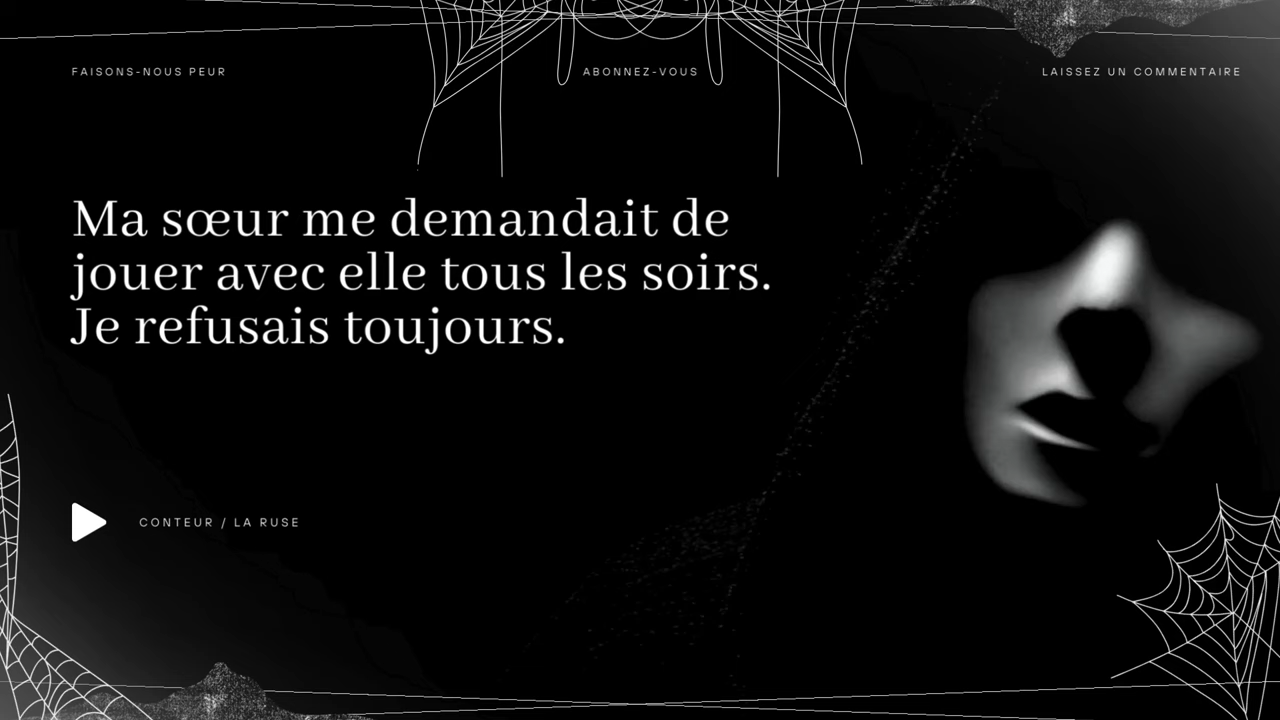 FAISONS-NOUS PEUR
ABONNEZ-VOUS
LAISSEZ UN COMMENTAIRE
Ma sœur me demandait de
jouer avec elle tous les soirs.
Je refusais toujours.
CONTEUR / LA RUSE